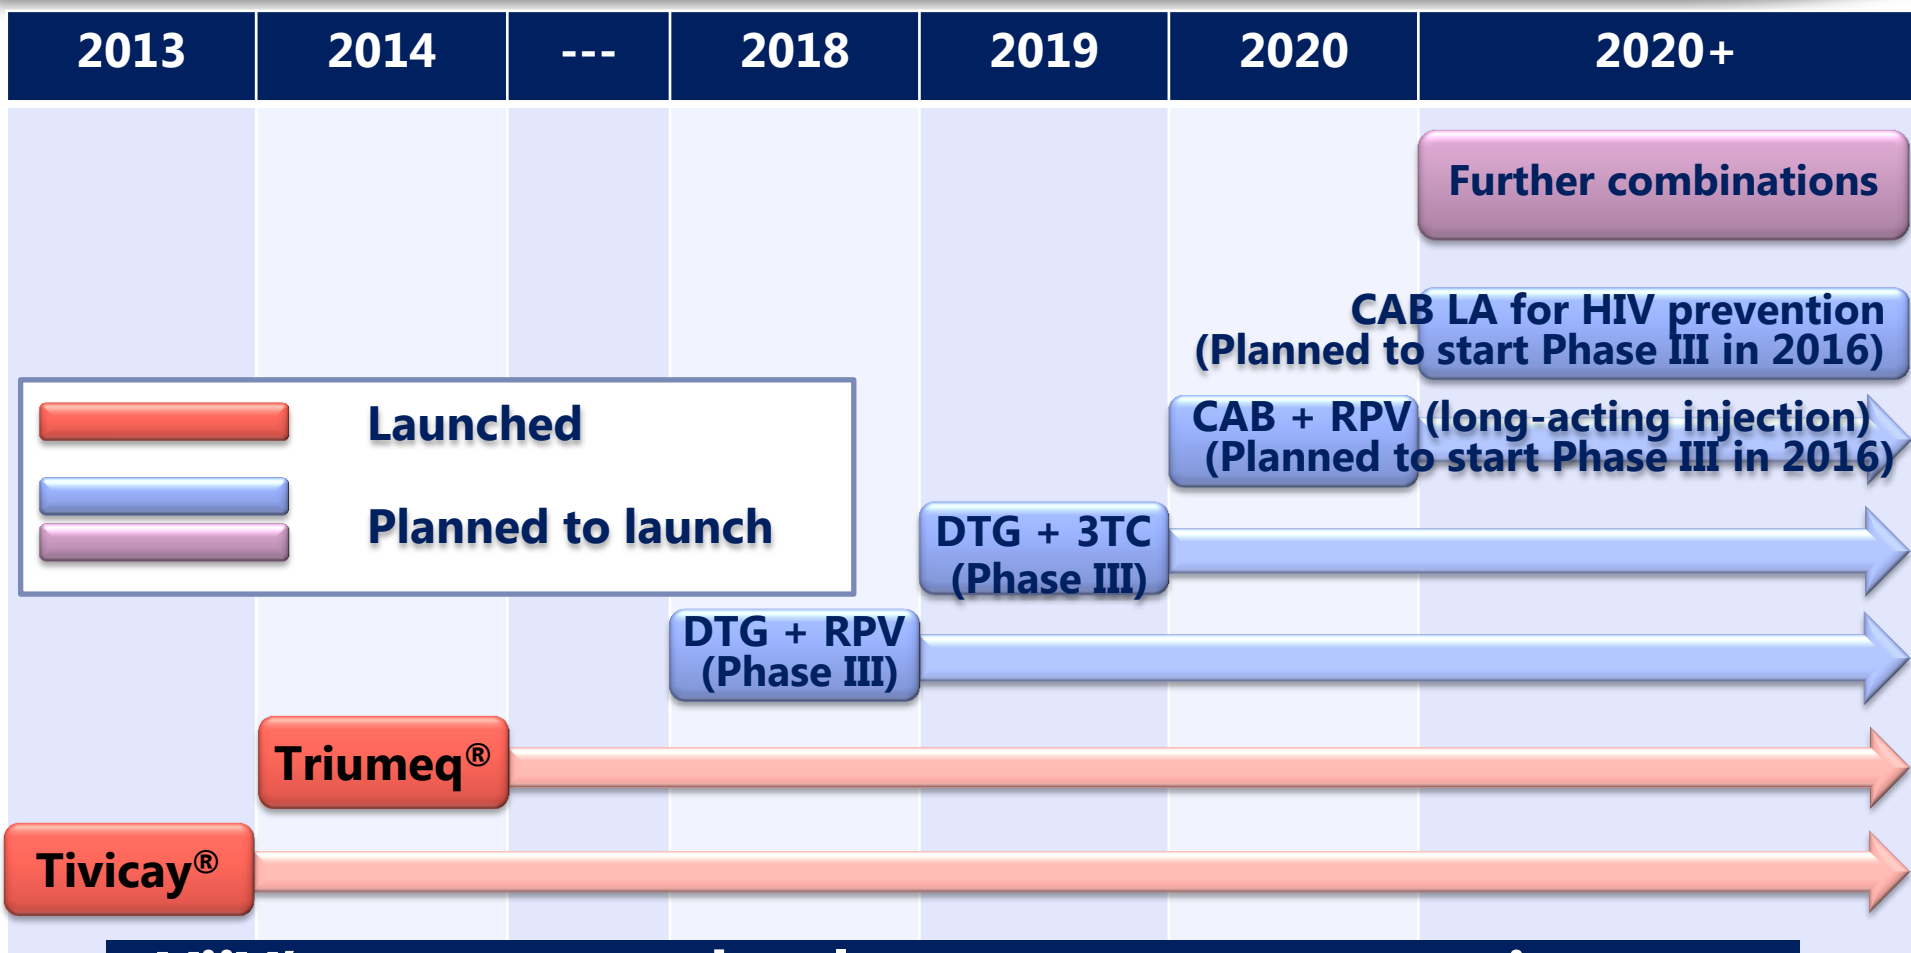 2013 2014 --- 2018 2019 2020 2020+
Further combinations
CAB LA for HIV prevention
(Planned to start Phase III in 2016)
Launched
CAB + RPV (long-acting injection)
(Planned to start Phase III in 2016)
Planned to launch
DTG + 3TC
(Phase III)
DTG + RPV
(Phase III)
Triumeq®
Tivicay®